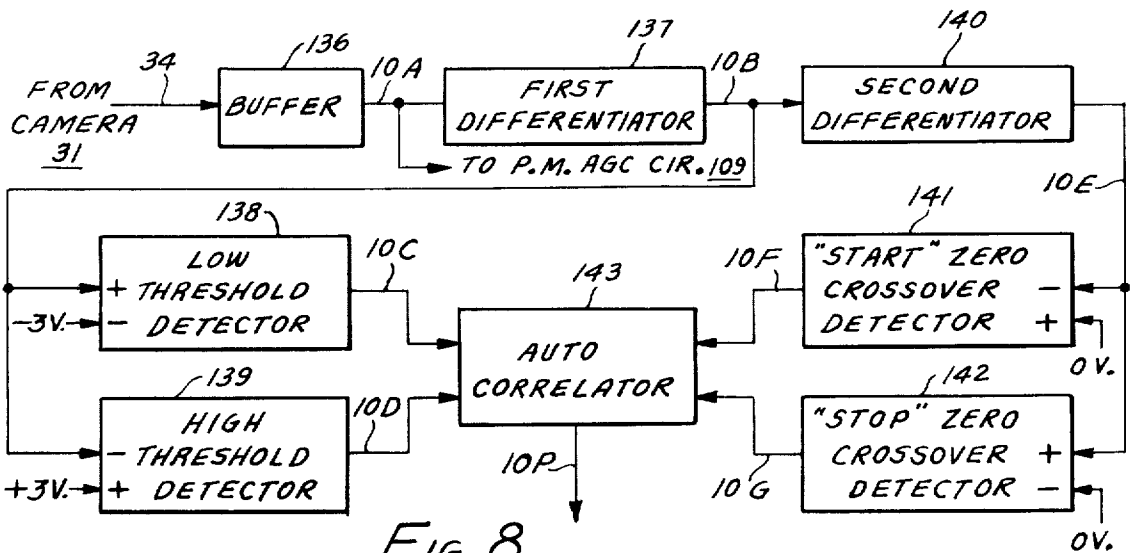 FROM
CAMERA
31
34
136
BUFFER
10A
137
FIRST
DIFFERENTIATOR
10B
140
SECOND
DIFFERENTIATOR
TO P.M. AGC CIR. 109
10E
138
LOW
+ THRESHOLD
-3V. - DETECTOR
10C
143
AUTO
CORRELATOR
10F
141
"START" ZERO
CROSSOVER -
DETECTOR +
0V.
139
HIGH
- THRESHOLD
+3V. + DETECTOR
10D
10P
10G
142
"STOP" ZERO
CROSSOVER +
DETECTOR -
0V.
FIG. 8